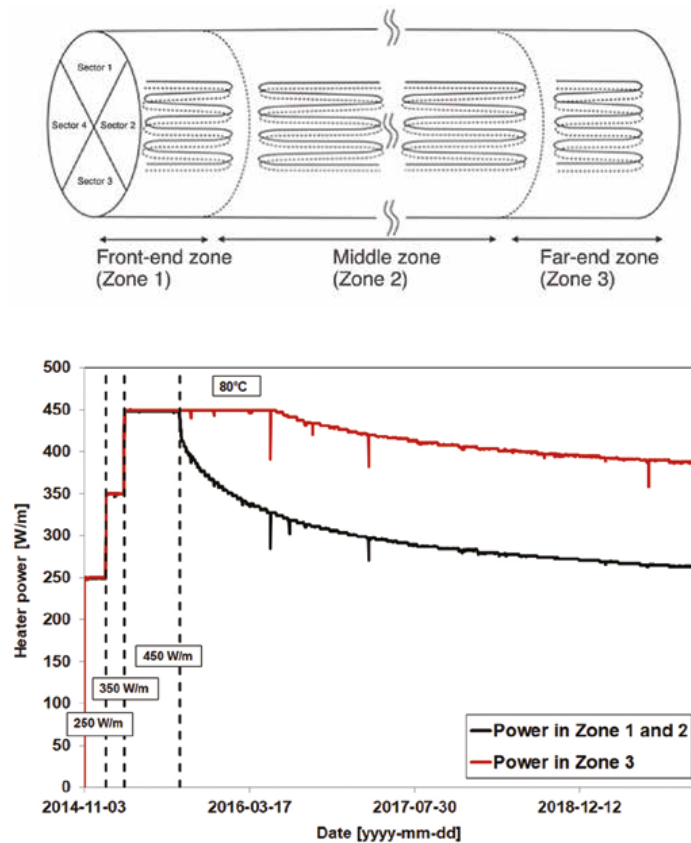 Sector 1
Sector 4
Sector 2
Sector 3
Front-end zone
(Zone 1)
Middle zone
(Zone 2)
Far-end zone
(Zone 3)
500
450
400
350
300
250
200
150
100
50
0
Heater power [W/m]
80°C
450 W/m
350 W/m
250 W/m
Power in Zone 1 and 2
Power in Zone 3
2014-11-03
2016-03-17
2017-07-30
2018-12-12
Date [yyyy-mm-dd]